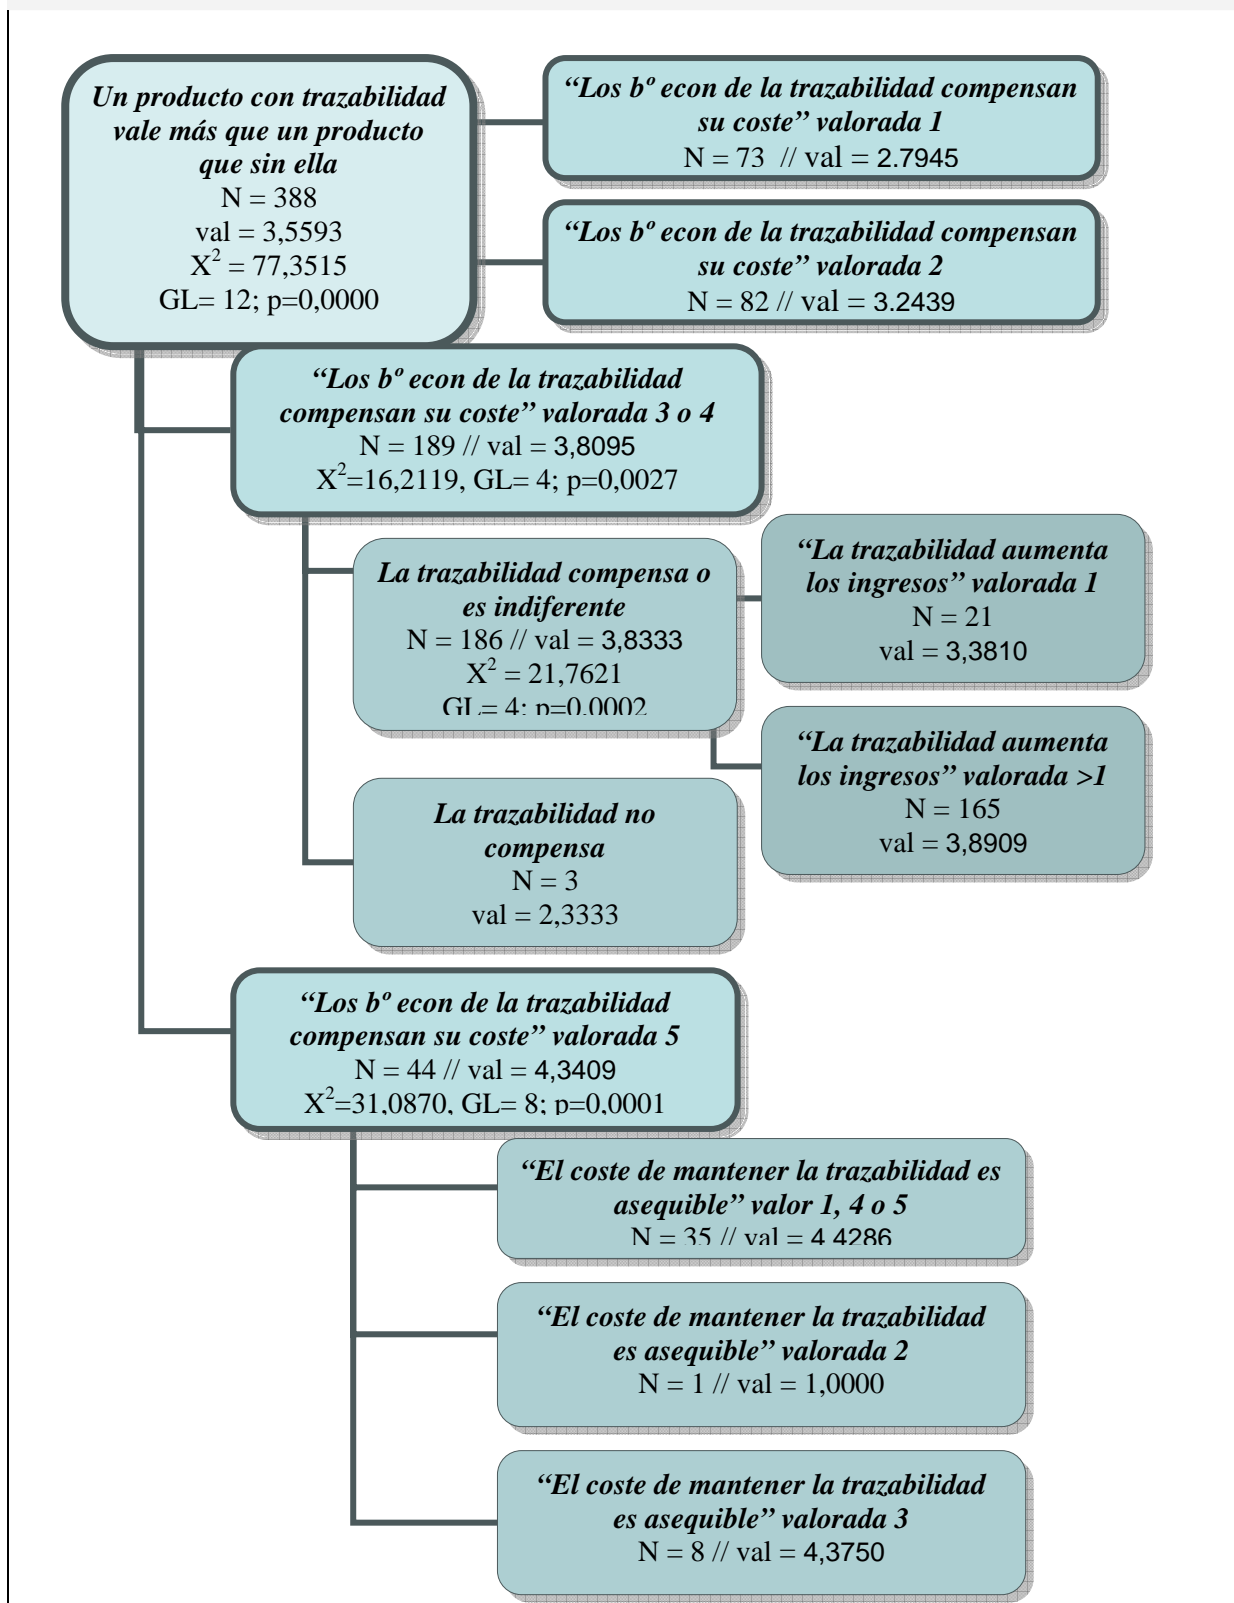 Un producto con trazabilidad
vale más que un producto
que sin ella
N = 388
val = 3,5593
X² = 77,3515
GL= 12; p=0,0000
“Los bº econ de la trazabilidad compensan
su coste” valorada 1
N = 73 // val = 2.7945
“Los bº econ de la trazabilidad compensan
su coste” valorada 2
N = 82 // val = 3.2439
“Los bº econ de la trazabilidad
compensan su coste” valorada 3 o 4
N = 189 // val = 3,8095
X²=16,2119, GL= 4; p=0,0027
La trazabilidad compensa o
es indiferente
N = 186 // val = 3,8333
X² = 21,7621
GL= 4; p=0,0002
“La trazabilidad aumenta
los ingresos” valorada 1
N = 21
val = 3,3810
“La trazabilidad aumenta
los ingresos” valorada >1
N = 165
val = 3,8909
La trazabilidad no
compensa
N = 3
val = 2,3333
“Los bº econ de la trazabilidad
compensan su coste” valorada 5
N = 44 // val = 4,3409
X²=31,0870, GL= 8; p=0,0001
“El coste de mantener la trazabilidad es
asequible” valor 1, 4 o 5
N = 35 // val = 4,4286
“El coste de mantener la trazabilidad
es asequible” valorada 2
N = 1 // val = 1,0000
“El coste de mantener la trazabilidad
es asequible” valorada 3
N = 8 // val = 4,3750